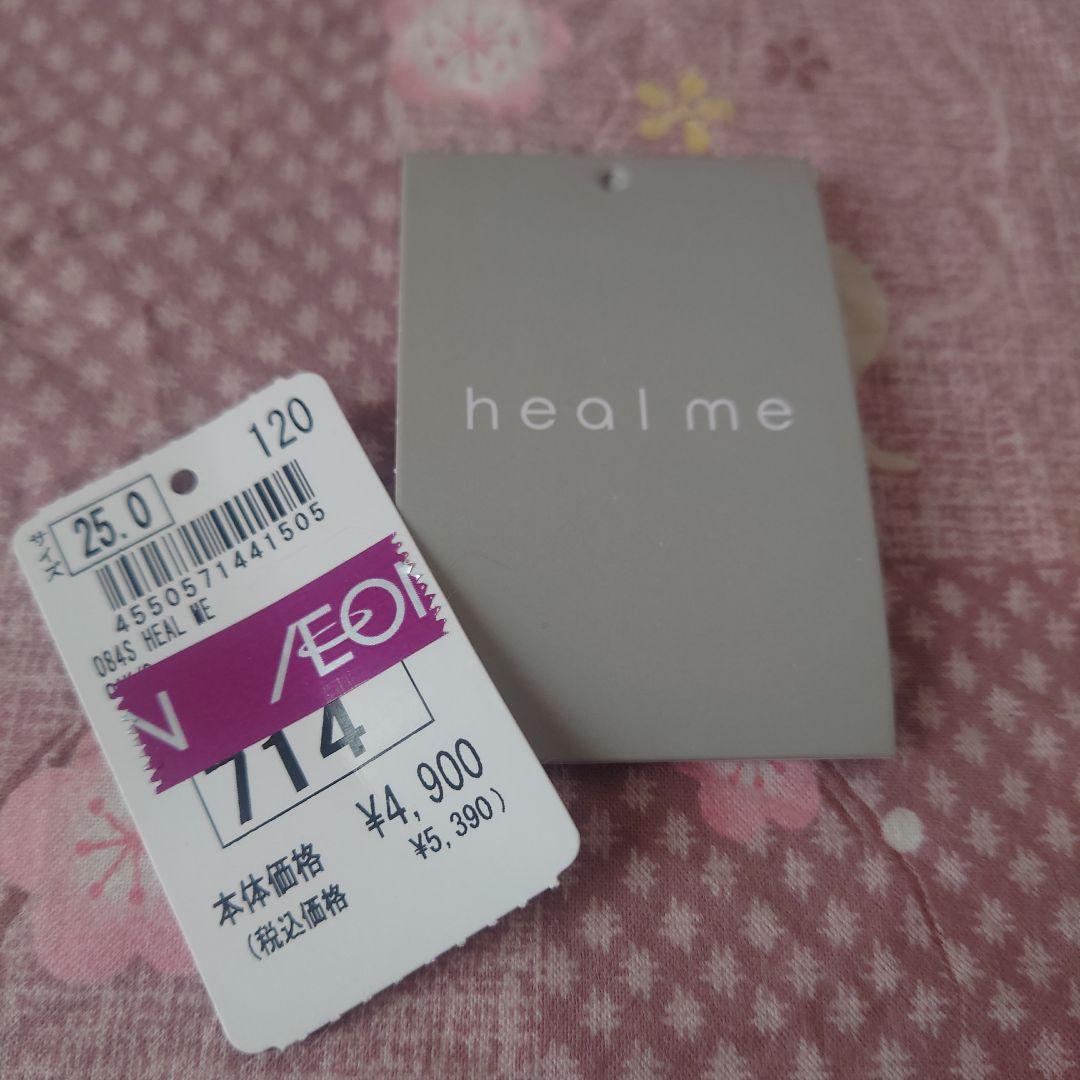 120
サイズ 25.0
4550571441505
084S HEAL ME
N ÆON
714
本体価格 ¥4,900
(税込価格 ¥5,390)
heal me